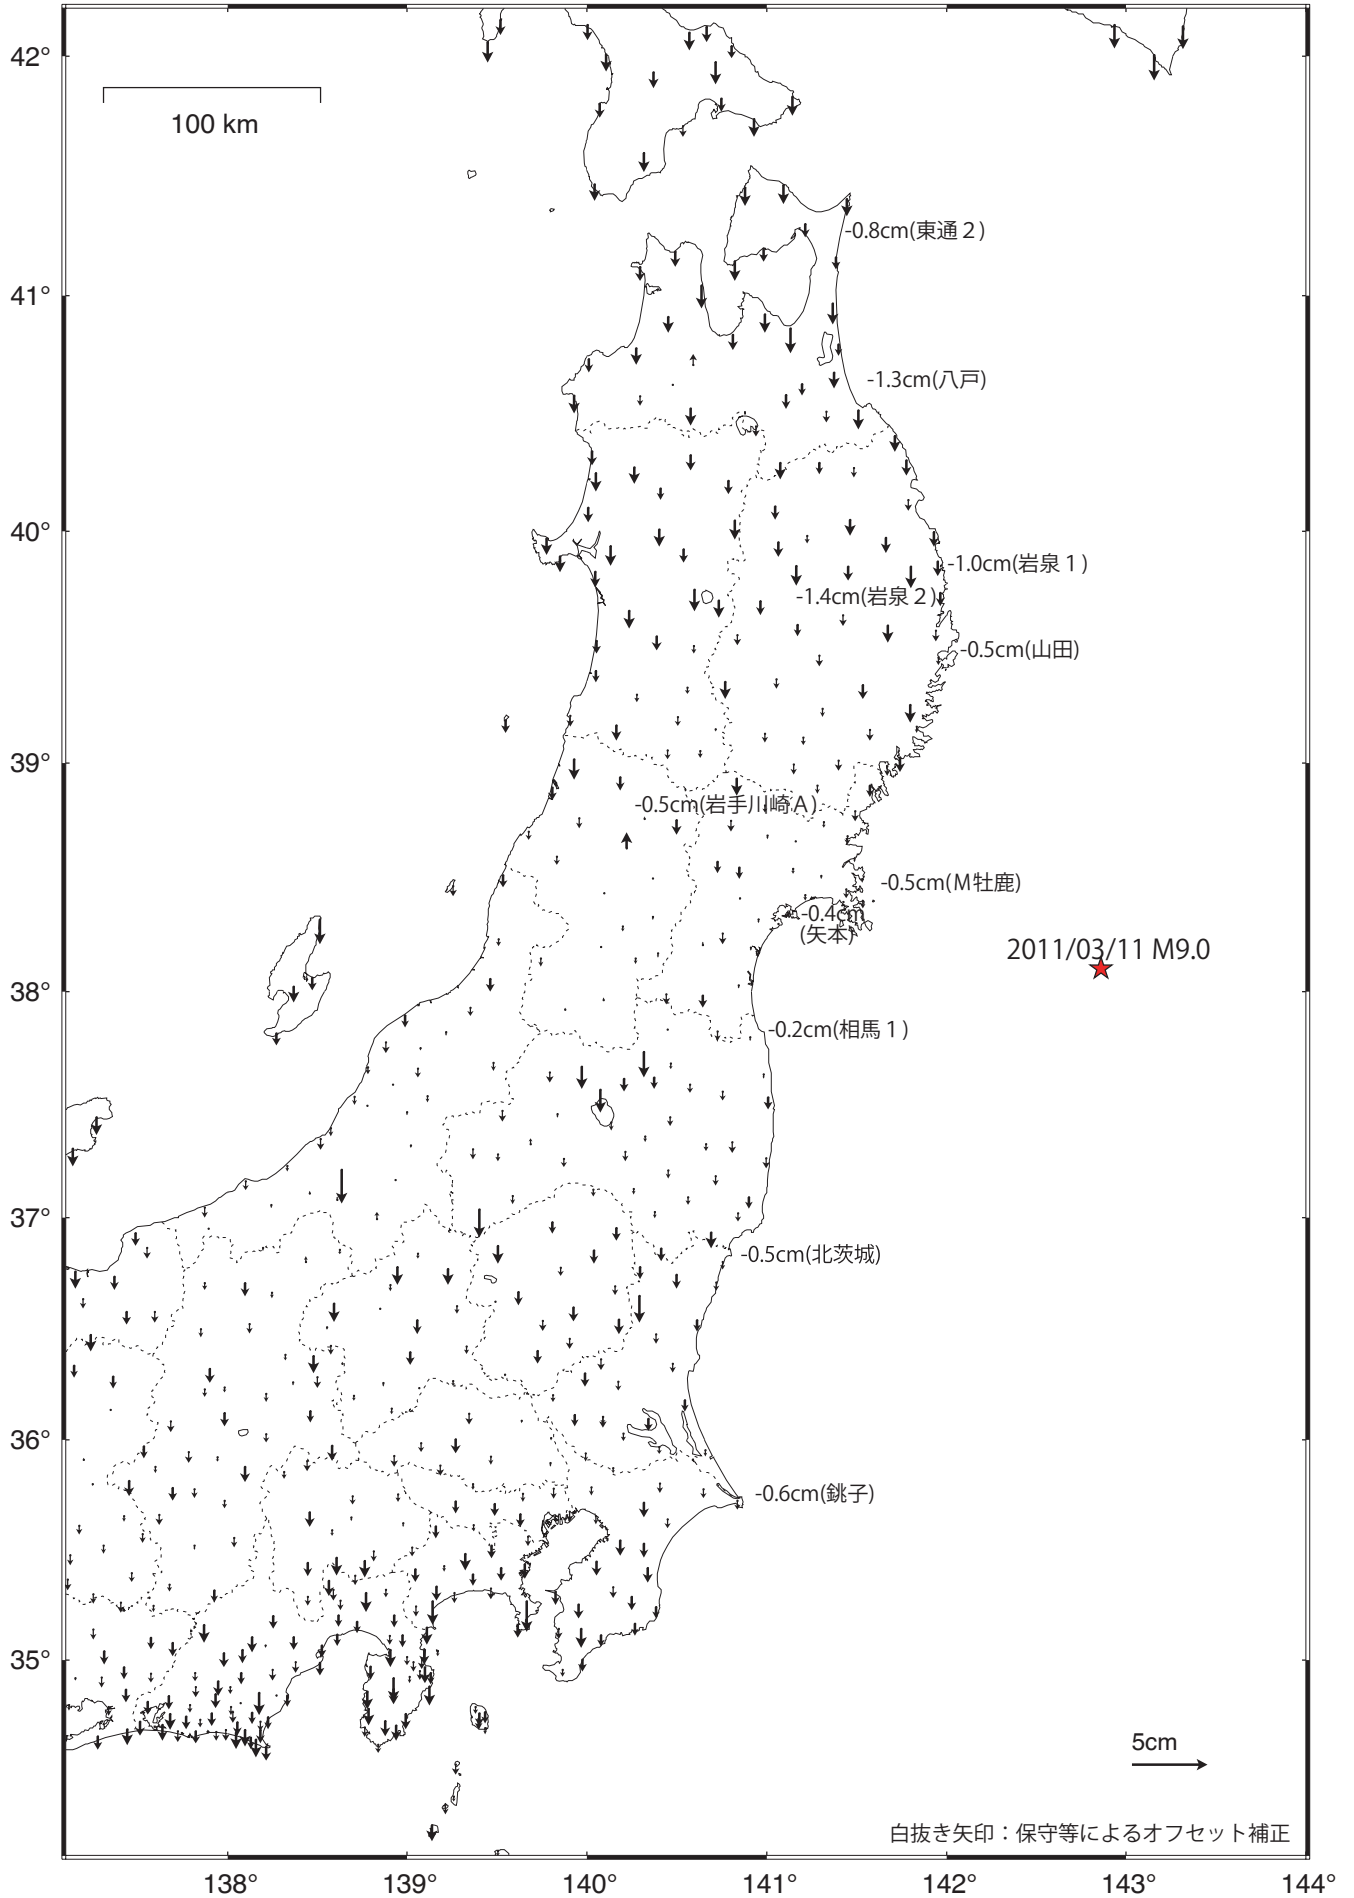 42°
100 km
-0.8cm(東通２)
41°
-1.3cm(八戸)
40°
-1.0cm(岩泉１)
-1.4cm(岩泉２)
-0.5cm(山田)
39°
-0.5cm(岩手川崎Ａ)
-0.5cm(Ｍ牡鹿)
-0.4cm
(矢本)
2011/03/11 M9.0
38°
-0.2cm(相馬１)
37°
-0.5cm(北茨城)
36°
-0.6cm(銚子)
35°
5cm
白抜き矢印：保守等によるオフセット補正
138°
139°
140°
141°
142°
143°
144°